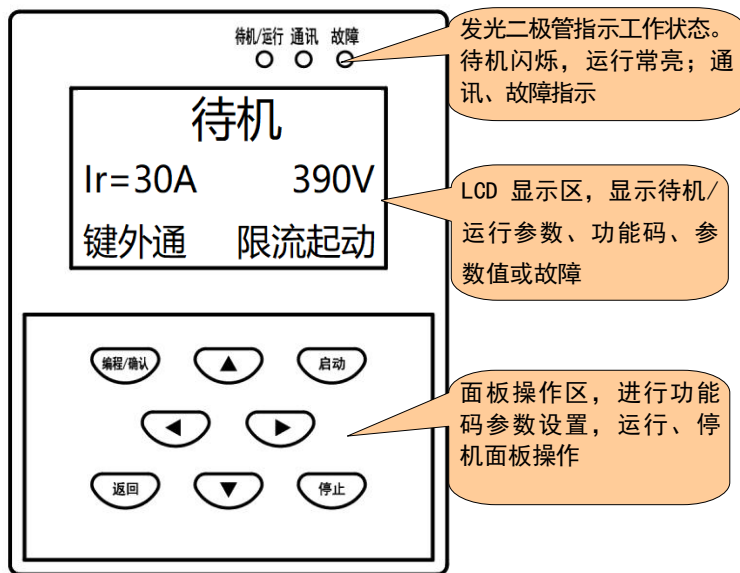 待机/运行 通讯 故障
待机
Ir=30A 390V
键外通 限流起动
编程/确认 ▲ 启动
◀ ▶
返回 ▼ 停止
发光二极管指示工作状态。
待机闪烁，运行常亮；通
讯、故障指示
LCD 显示区，显示待机/
运行参数、功能码、参
数值或故障
面板操作区，进行功能
码参数设置，运行、停
机面板操作